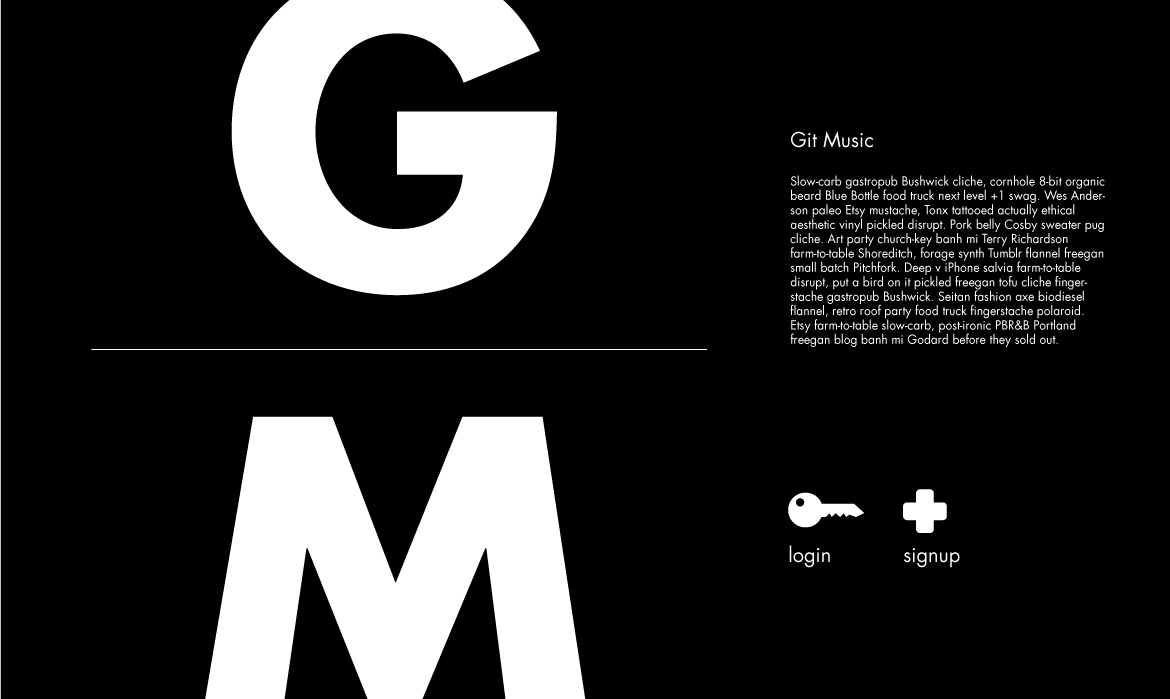 G
M
Git Music
Slow-carb gastropub Bushwick cliche, cornhole 8-bit organic
beard Blue Bottle food truck next level +1 swag. Wes Ander-
son paleo Etsy mustache, Tonx tattooed actually ethical
aesthetic vinyl pickled disrupt. Pork belly Cosby sweater pug
cliche. Art party church-key banh mi Terry Richardson
farm-to-table Shoreditch, forage synth Tumblr flannel freegan
small batch Pitchfork. Deep v iPhone salvia farm-to-table
disrupt, put a bird on it pickled freegan tofu cliche finger-
stache gastropub Bushwick. Seitan fashion axe biodiesel
flannel, retro roof party food truck fingerstache polaroid.
Etsy farm-to-table slow-carb, post-ironic PBR&B Portland
freegan blog banh mi Godard before they sold out.
login
signup